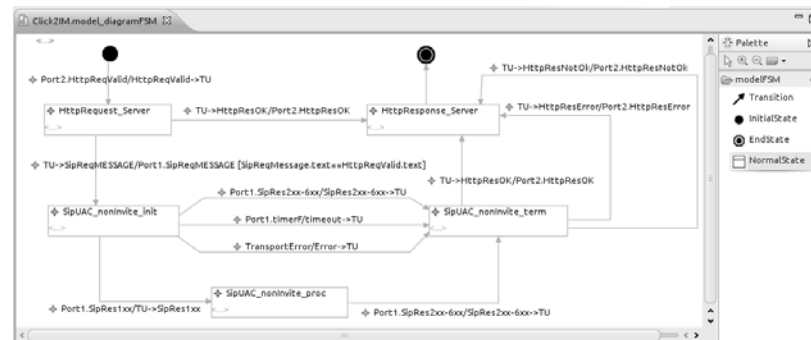 Click2IM.model_diagramFSM
<...>
Palette
Port2.HttpReqValid/HttpReqValid->TU
TU->HttpResNotOk/Port2.HttpResNotOk
modelFSM
Transition
HttpRequest_Server
<...>
TU->HttpResOK/Port2.HttpResOK
HttpResponse_Server
<...>
TU->HttpResError/Port2.HttpResError
InitialState
EndState
NormalState
TU->SipReqMESSAGE/Port1.SipReqMESSAGE [SipReqMessage.text==HttpReqValid.text]
TU->HttpResOK/Port2.HttpResOK
Port1.SipRes2xx-6xx/SipRes2xx-6xx->TU
SipUAC_nonInvite_init
<...>
Port1.timerF/timeout->TU
SipUAC_nonInvite_term
<...>
TransportError/Error->TU
SipUAC_nonInvite_proc
<...>
Port1.SipRes1xx/TU->SipRes1xx
Port1.SipRes2xx-6xx/SipRes2xx-6xx->TU